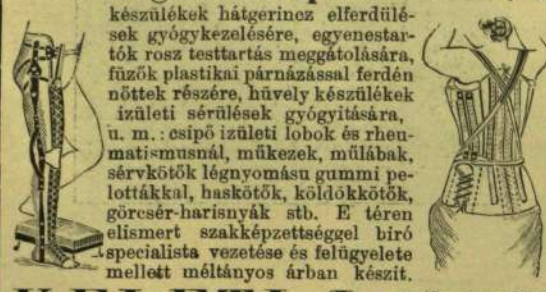 készülékek hátgerincz elferdülé-
sek gyógykezelésére, egyenestar-
tók rosz testtartás meggátolására,
füzők plastikai párnázással ferdén
nőttek részére, hüvely készülékek
izületi sérülések gyógyitására,
u. m.: csipő izületi lobok és rheu-
matismusnál, műkezek, műlábak,
sérvkötők légnyomásu gummi pe-
lottákkal, haskötők, köldökkötők,
görcsér-harisnyák stb. E téren
elismert szakképzettséggel biró
specialista vezetése és felügyelete
mellett méltányos árban készit.